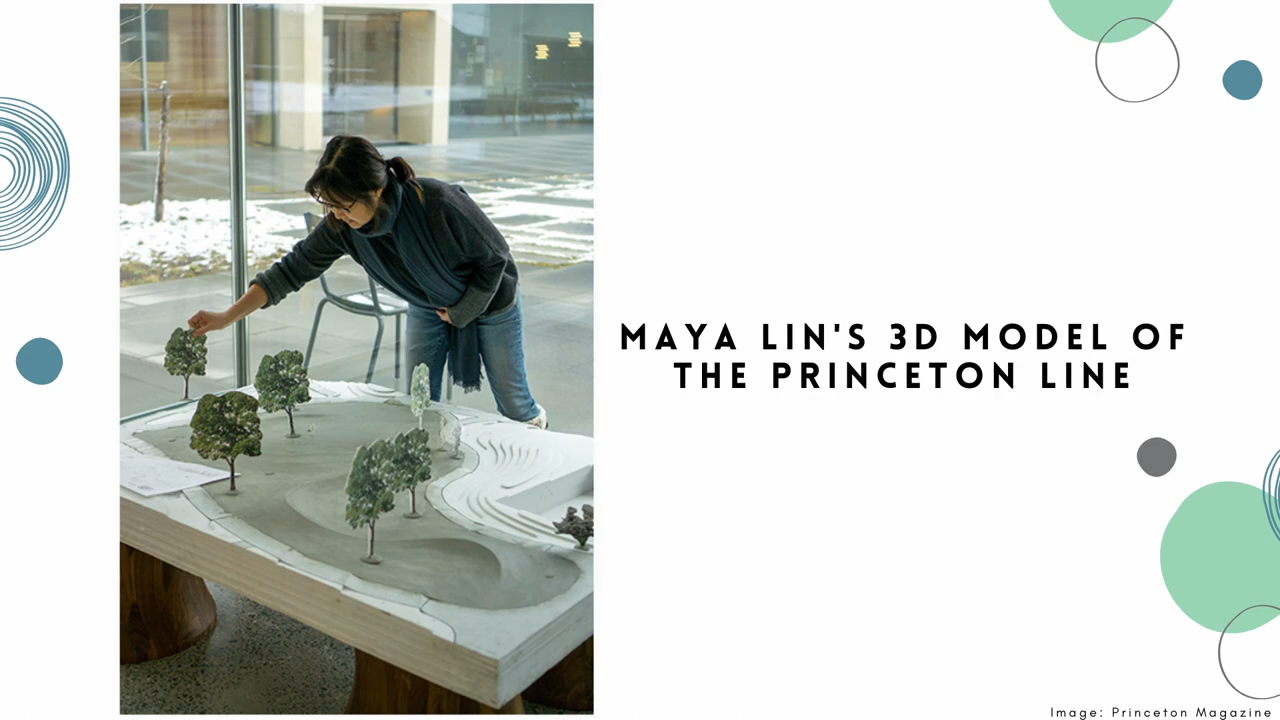 MAYA LIN'S 3D MODEL OF
THE PRINCETON LINE
Image: Princeton Magazine